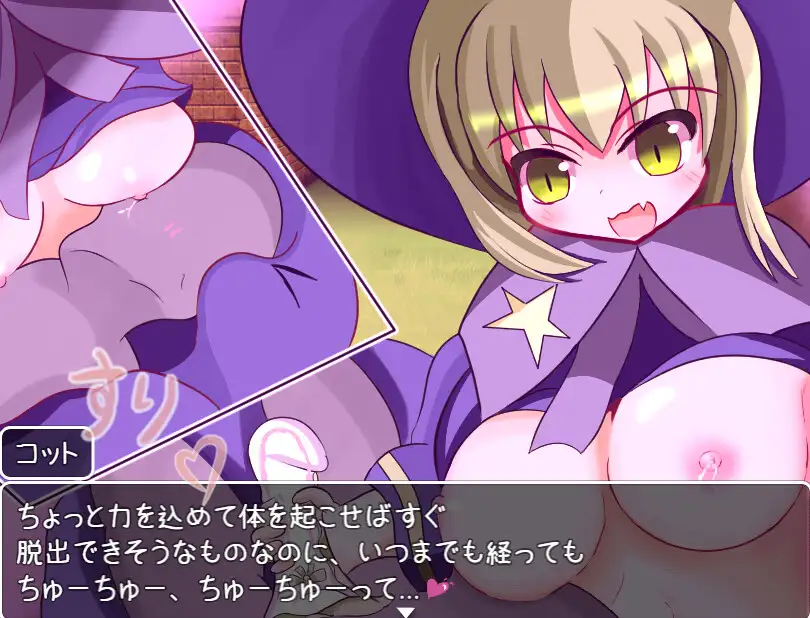 すり♡
コット
ちょっと力を込めて体を起こせばすぐ
脱出できそうなものなのに、いつまでも経っても
ちゅーちゅー、ちゅーちゅーって…💕